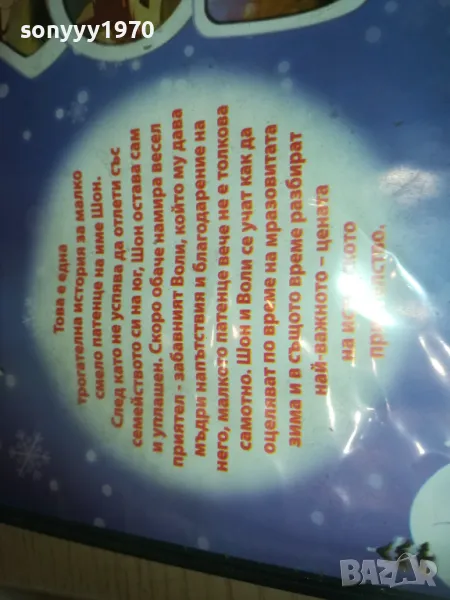 sonyyy1970
Това е една
трогателна история за малко
смело патенце на име Шон.
След като не успява да отлети със
семейството си на юг, Шон остава сам
и уплашен. Скоро обаче намира весел
приятел - забавният Воли, който му дава
мъдри напътствия и благодарение на
него, малкото патенце вече не е толкова
самотно. Шон и Воли се учат как да
оцеляват по време на мразовитата
зима и в същото време разбират
най-важното - цената
на
BAZAR